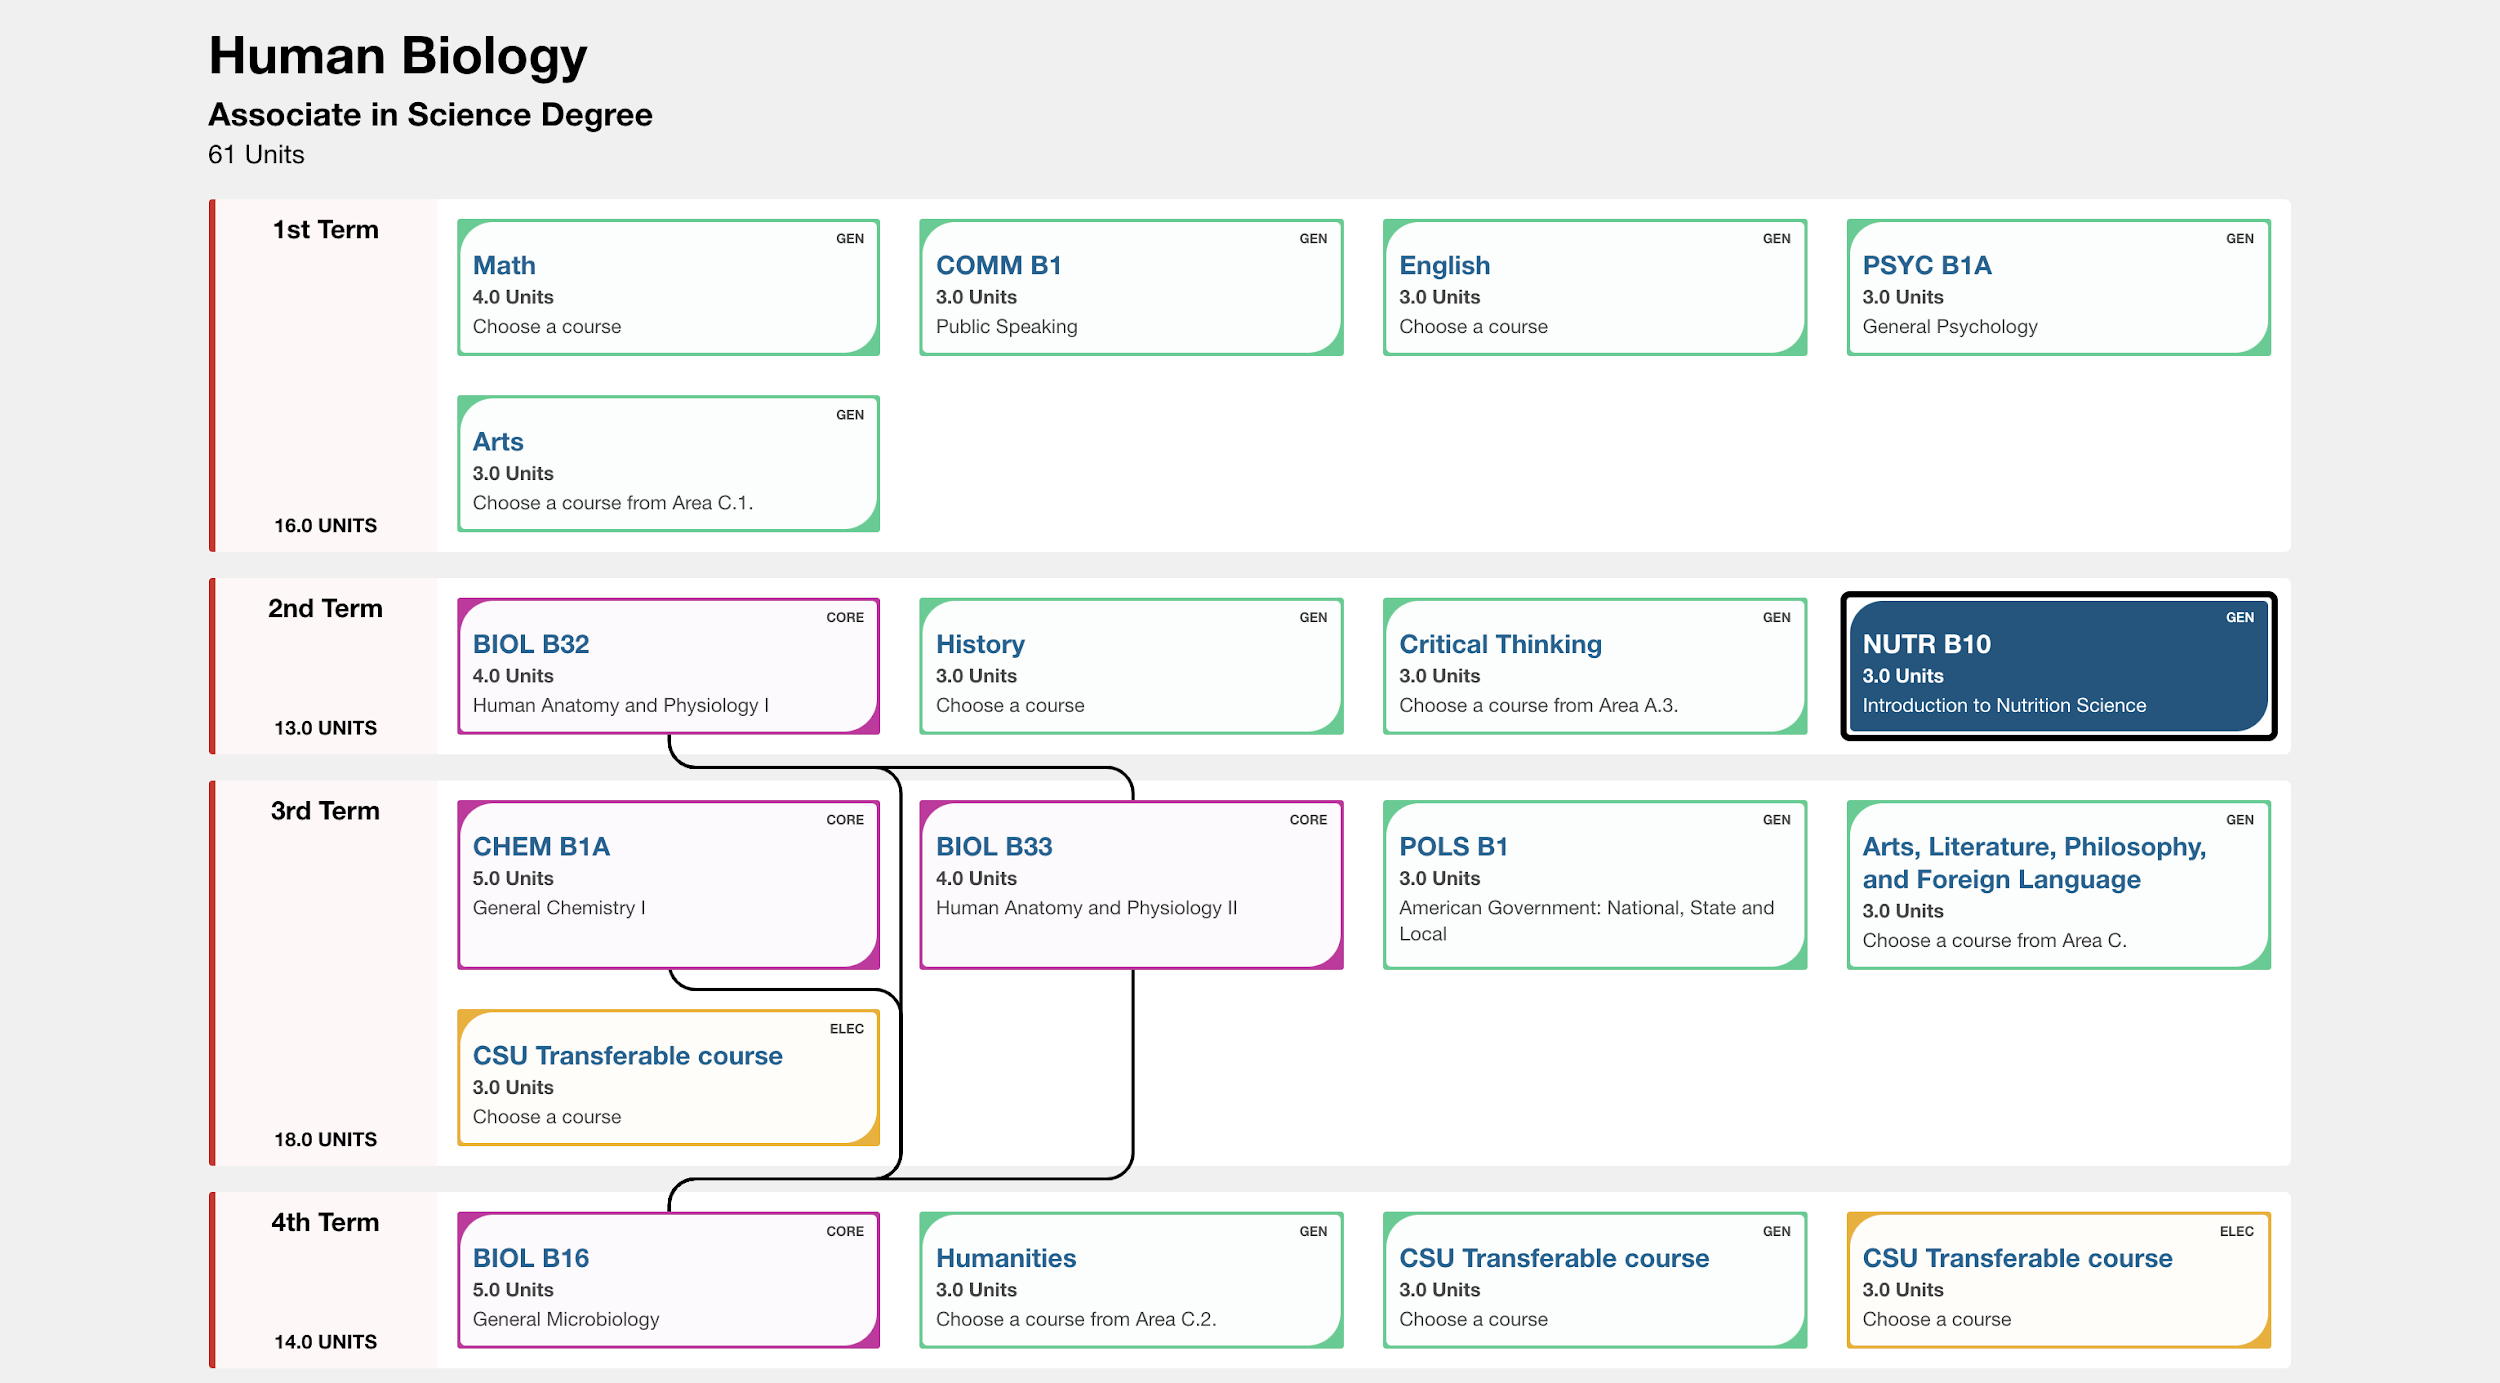 Human Biology
Associate in Science Degree
61 Units
1st Term
16.0 UNITS
GEN
Math
4.0 Units
Choose a course
GEN
COMM B1
3.0 Units
Public Speaking
GEN
English
3.0 Units
Choose a course
GEN
PSYC B1A
3.0 Units
General Psychology
GEN
Arts
3.0 Units
Choose a course from Area C.1.
2nd Term
13.0 UNITS
CORE
BIOL B32
4.0 Units
Human Anatomy and Physiology I
GEN
History
3.0 Units
Choose a course
GEN
Critical Thinking
3.0 Units
Choose a course from Area A.3.
GEN
NUTR B10
3.0 Units
Introduction to Nutrition Science
3rd Term
18.0 UNITS
CORE
CHEM B1A
5.0 Units
General Chemistry I
CORE
BIOL B33
4.0 Units
Human Anatomy and Physiology II
GEN
POLS B1
3.0 Units
American Government: National, State and
Local
GEN
Arts, Literature, Philosophy,
and Foreign Language
3.0 Units
Choose a course from Area C.
ELEC
CSU Transferable course
3.0 Units
Choose a course
4th Term
14.0 UNITS
CORE
BIOL B16
5.0 Units
General Microbiology
GEN
Humanities
3.0 Units
Choose a course from Area C.2.
GEN
CSU Transferable course
3.0 Units
Choose a course
ELEC
CSU Transferable course
3.0 Units
Choose a course